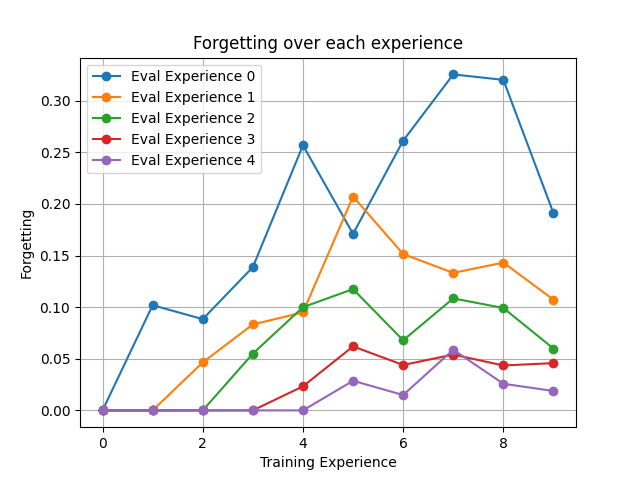 Forgetting over each experience
Eval Experience 0
Eval Experience 1
Eval Experience 2
Eval Experience 3
Eval Experience 4
Forgetting
0.30
0.25
0.20
0.15
0.10
0.05
0.00
0 2 4 6 8
Training Experience